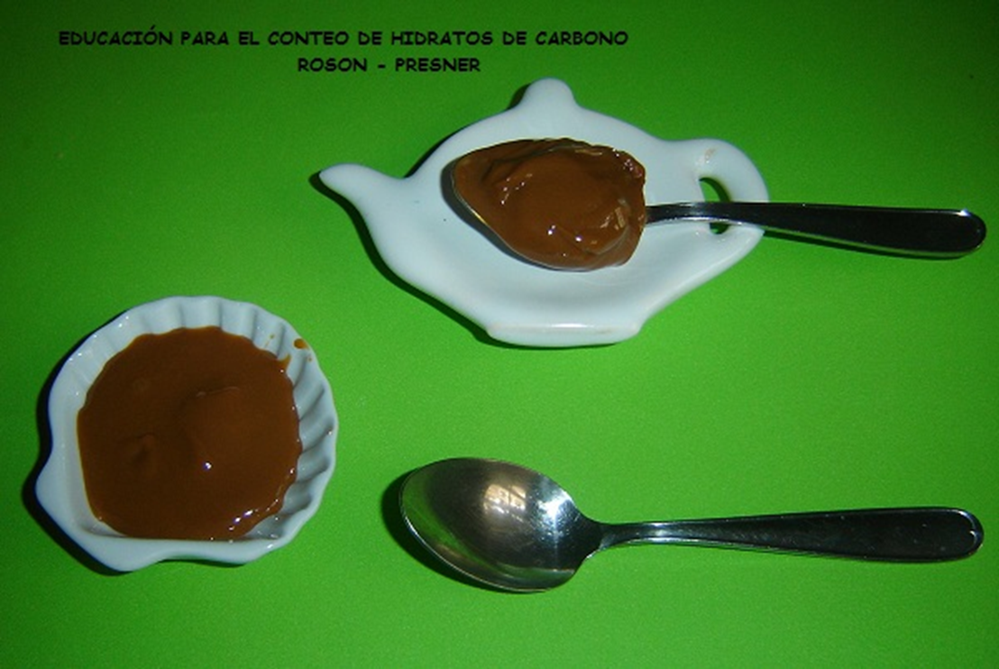 EDUCACIÓN PARA EL CONTEO DE HIDRATOS DE CARBONO
ROSON - PRESNER